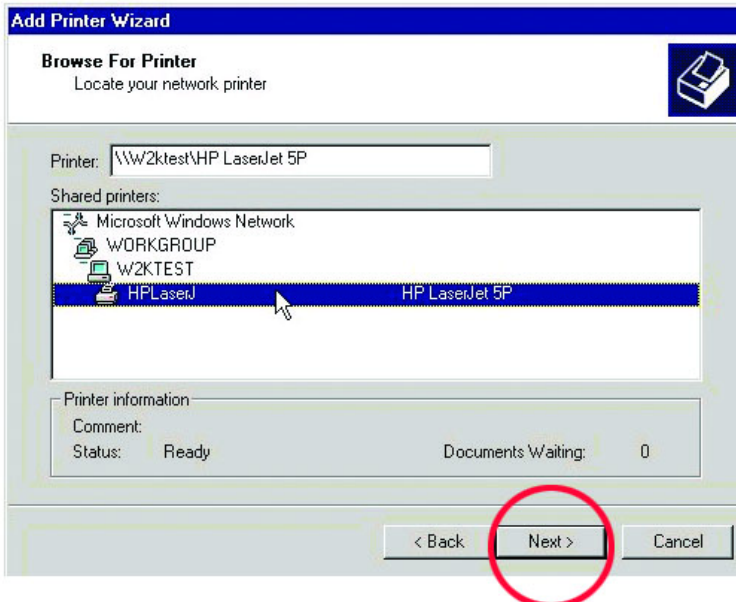 Add Printer Wizard
Browse For Printer
Locate your network printer
Printer: \\W2ktest\HP LaserJet 5P
Shared printers:
Microsoft Windows Network
WORKGROUP
W2KTEST
HPLaserJ HP LaserJet 5P
Printer information
Comment:
Status: Ready Documents Waiting: 0
< Back Next > Cancel